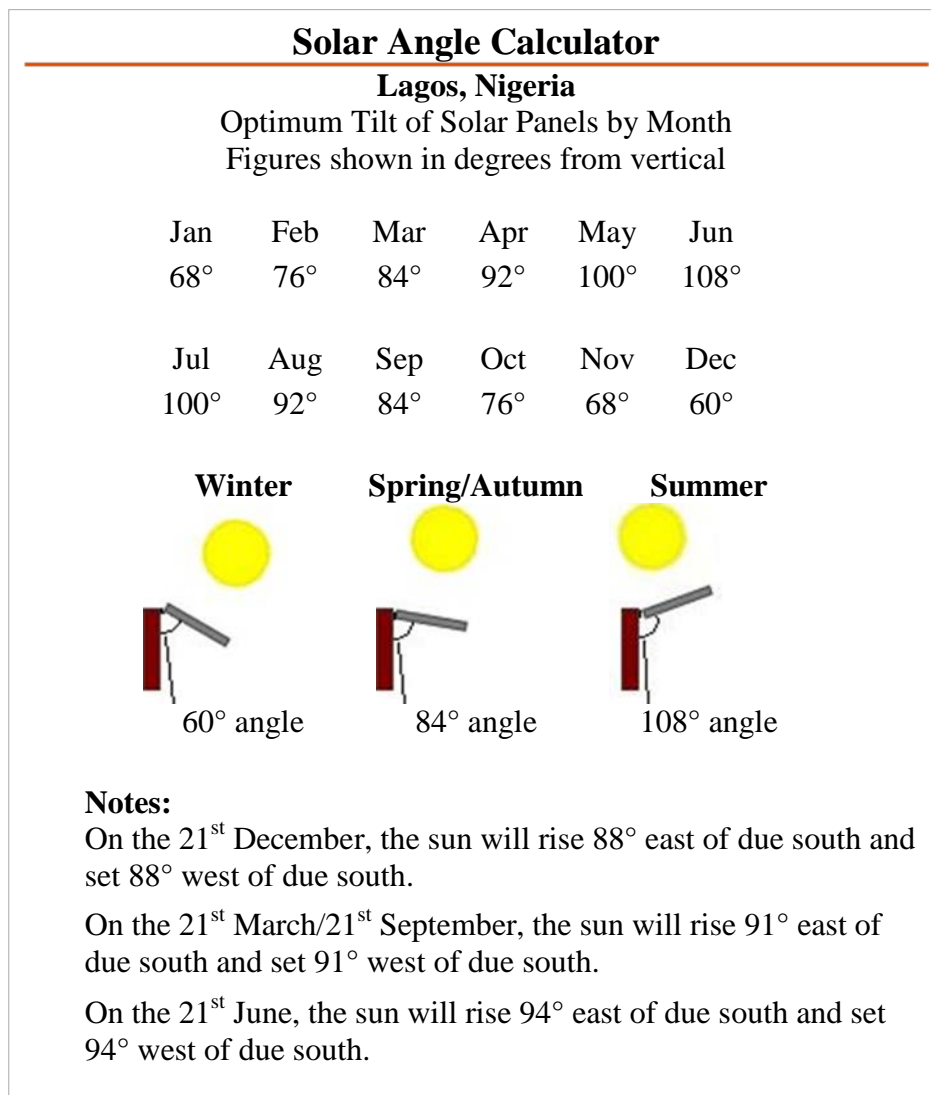 Solar Angle Calculator
Lagos, Nigeria
Optimum Tilt of Solar Panels by Month
Figures shown in degrees from vertical
Jan Feb Mar Apr May Jun
68° 76° 84° 92° 100° 108°
Jul Aug Sep Oct Nov Dec
100° 92° 84° 76° 68° 60°
Winter Spring/Autumn Summer
60° angle 84° angle 108° angle
Notes:
On the 21st December, the sun will rise 88° east of due south and
set 88° west of due south.
On the 21st March/21st September, the sun will rise 91° east of
due south and set 91° west of due south.
On the 21st June, the sun will rise 94° east of due south and set
94° west of due south.